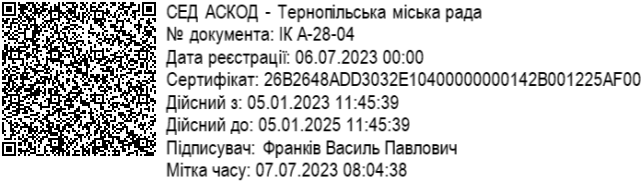 СЕД АСКОД - Тернопільська міська рада
№ документа: ІК А-28-04
Дата реєстрації: 06.07.2023 00:00
Сертифікат: 26B2648ADD3032E10400000000142B001225AF00
Дійсний з: 05.01.2023 11:45:39
Дійсний до: 05.01.2025 11:45:39
Підписувач: Франків Василь Павлович
Мітка часу: 07.07.2023 08:04:38